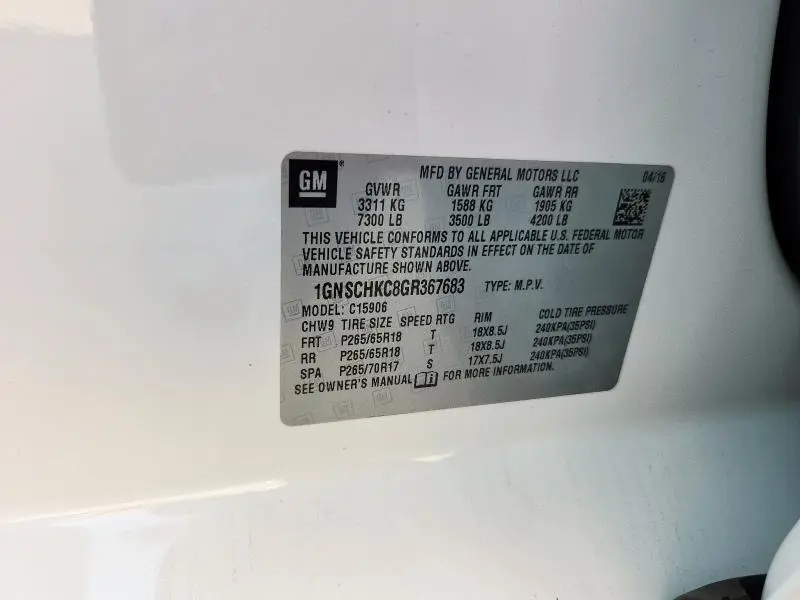 GM®
MFD BY GENERAL MOTORS LLC 04/16
GVWR GAWR FRT GAWR RR
3311 KG 1588 KG 1905 KG
7300 LB 3500 LB 4200 LB
THIS VEHICLE CONFORMS TO ALL APPLICABLE U.S. FEDERAL MOTOR
VEHICLE SAFETY STANDARDS IN EFFECT ON THE DATE OF
MANUFACTURE SHOWN ABOVE.
1GNSCHKC8GR367683 TYPE: M.P.V.
MODEL: C15906
CHW9 TIRE SIZE SPEED RTG RIM COLD TIRE PRESSURE
FRT P265/65R18 T 18X8.5J 240KPA(35PSI)
RR P265/65R18 T 18X8.5J 240KPA(35PSI)
SPA P265/70R17 S 17X7.5J 240KPA(35PSI)
SEE OWNER'S MANUAL FOR MORE INFORMATION.